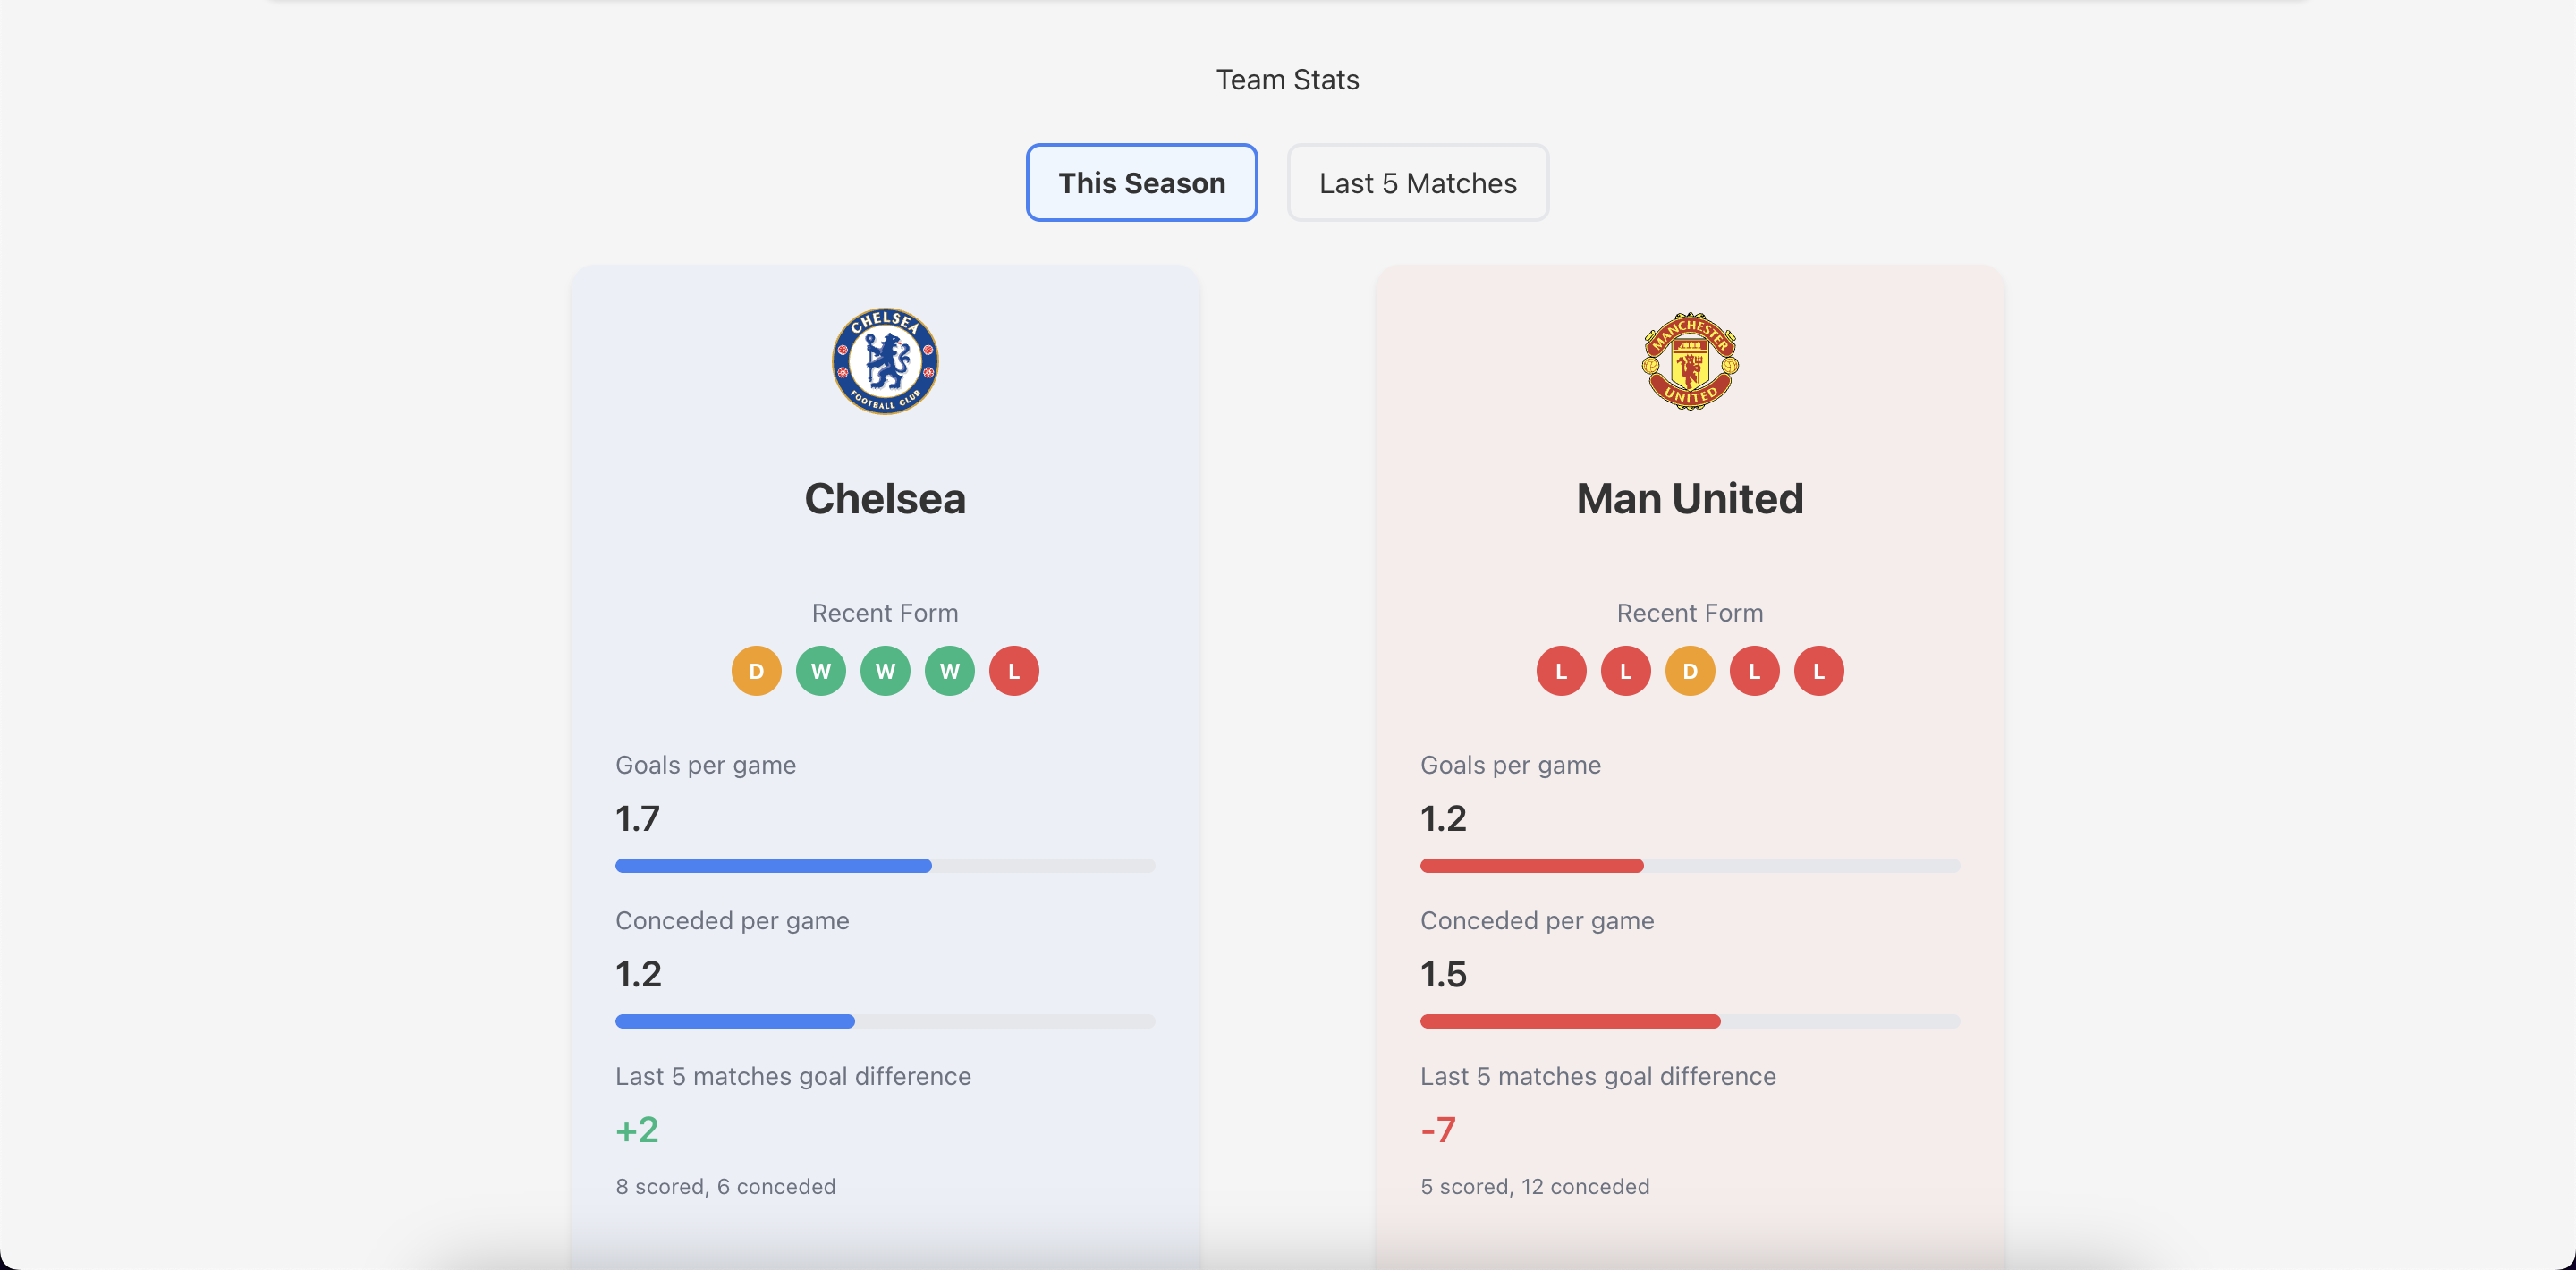 Team Stats
This Season
Last 5 Matches
CHELSEA
FOOTBALL CLUB
Chelsea
Recent Form
D W W W L
Goals per game
1.7
Conceded per game
1.2
Last 5 matches goal difference
+2
8 scored, 6 conceded
MANCHESTER
UNITED
Man United
Recent Form
L L D L L
Goals per game
1.2
Conceded per game
1.5
Last 5 matches goal difference
-7
5 scored, 12 conceded